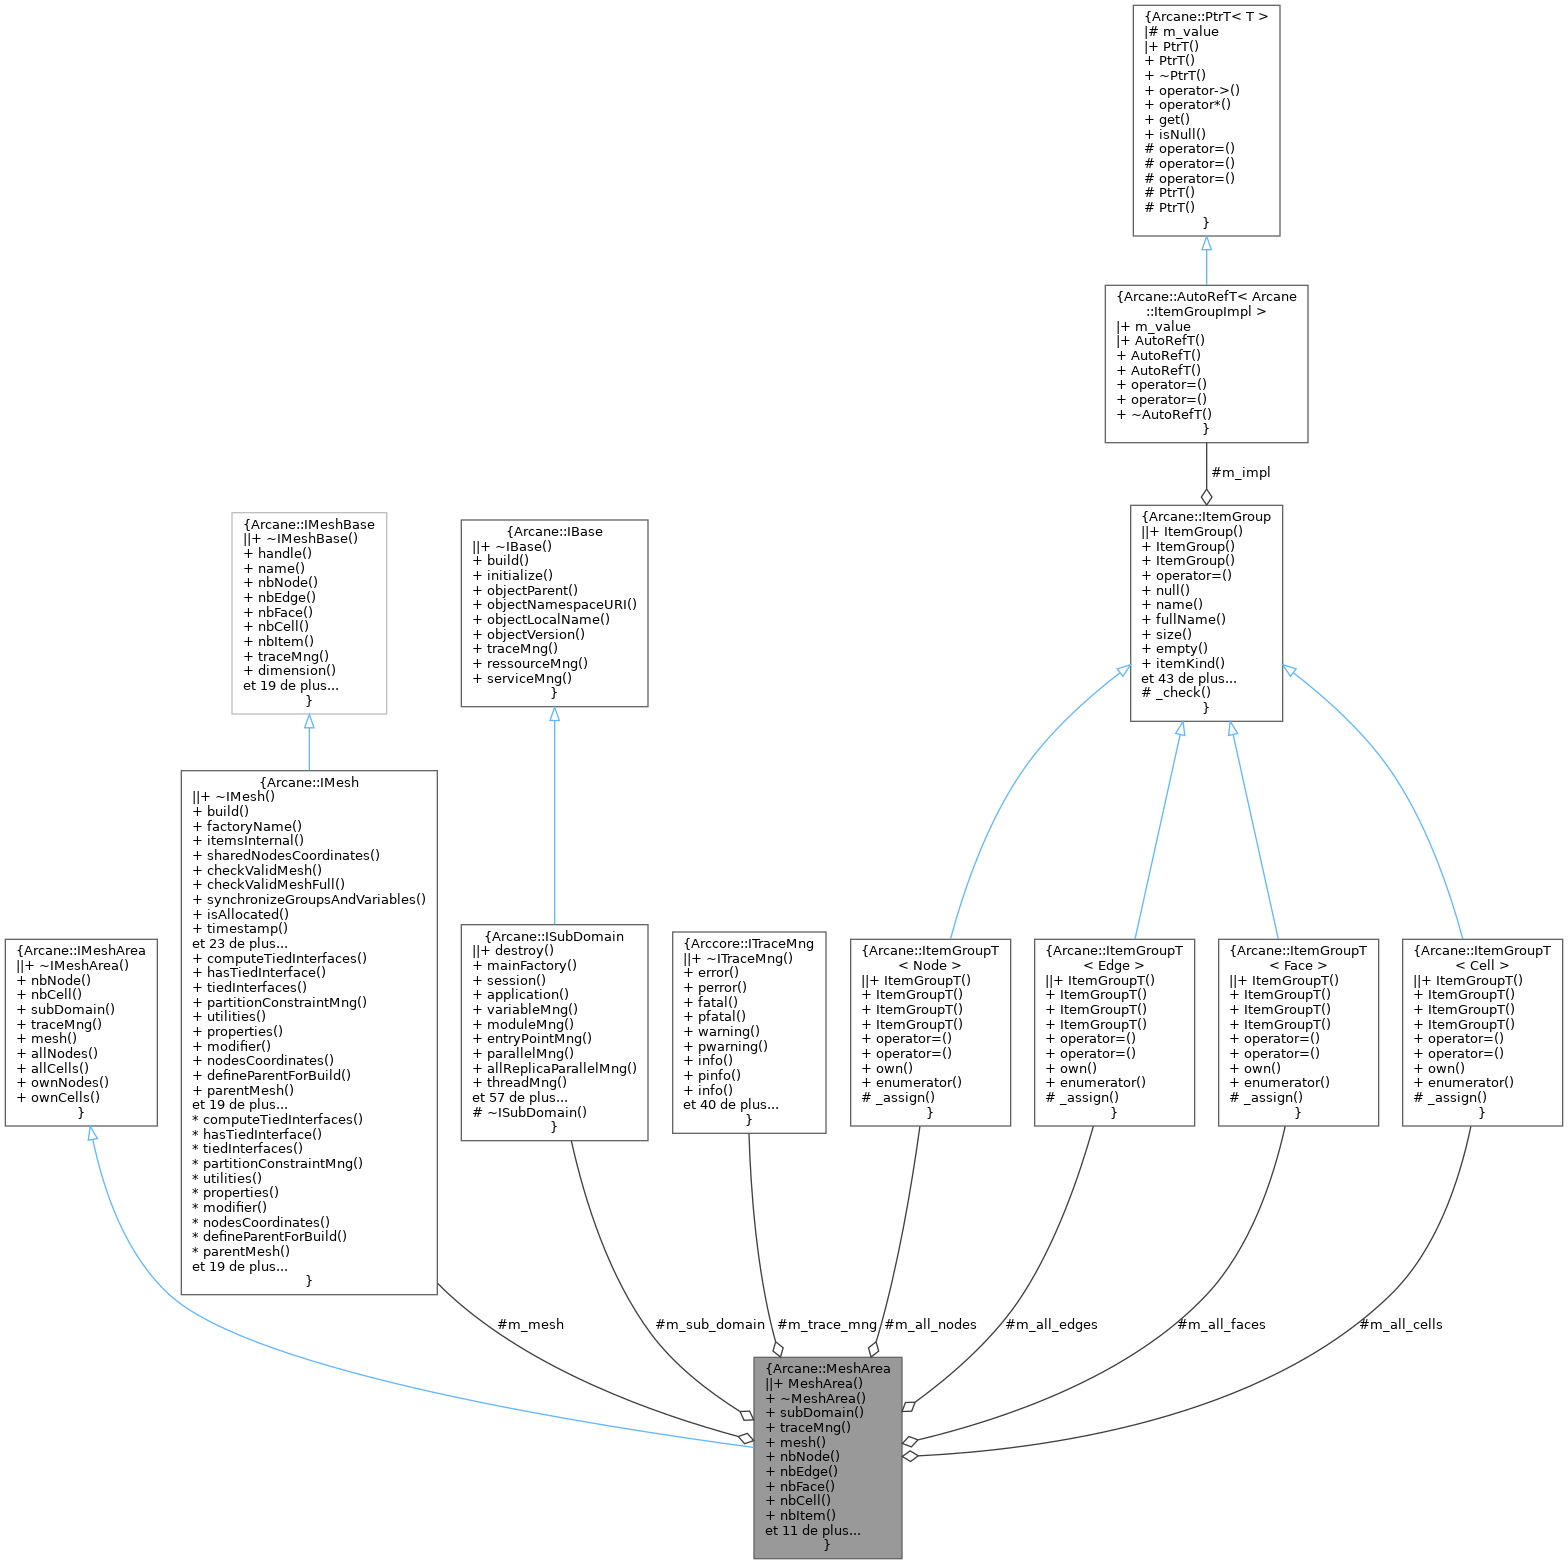 {Arcane::PtrT< T >
|# m_value
|+ PtrT()
+ PtrT()
+ ~PtrT()
+ operator->()
+ operator*()
+ get()
+ isNull()
# operator=()
# operator=()
# operator=()
# PtrT()
# PtrT()
}
{Arcane::AutoRefT< Arcane
::ItemGroupImpl >
|+ m_value
|+ AutoRefT()
+ AutoRefT()
+ AutoRefT()
+ operator=()
+ operator=()
+ ~AutoRefT()
}
#m_impl
{Arcane::ItemGroup
||+ ItemGroup()
+ ItemGroup()
+ ItemGroup()
+ operator=()
+ null()
+ name()
+ fullName()
+ size()
+ empty()
+ itemKind()
et 43 de plus...
# _check()
}
{Arcane::IMeshBase
||+ ~IMeshBase()
+ handle()
+ name()
+ nbNode()
+ nbEdge()
+ nbFace()
+ nbCell()
+ nbItem()
+ traceMng()
+ dimension()
et 19 de plus...
}
{Arcane::IBase
||+ ~IBase()
+ build()
+ initialize()
+ objectParent()
+ objectNamespaceURI()
+ objectLocalName()
+ objectVersion()
+ traceMng()
+ ressourceMng()
+ serviceMng()
}
{Arcane::IMesh
||+ ~IMesh()
+ build()
+ factoryName()
+ itemsInternal()
+ sharedNodesCoordinates()
+ checkValidMesh()
+ checkValidMeshFull()
+ synchronizeGroupsAndVariables()
+ isAllocated()
+ timestamp()
et 23 de plus...
+ computeTiedInterfaces()
+ hasTiedInterface()
+ tiedInterfaces()
+ partitionConstraintMng()
+ utilities()
+ properties()
+ modifier()
+ nodesCoordinates()
+ defineParentForBuild()
+ parentMesh()
et 19 de plus...
* computeTiedInterfaces()
* hasTiedInterface()
* tiedInterfaces()
* partitionConstraintMng()
* utilities()
* properties()
* modifier()
* nodesCoordinates()
* defineParentForBuild()
* parentMesh()
et 19 de plus...
}
{Arcane::IMeshArea
||+ ~IMeshArea()
+ nbNode()
+ nbCell()
+ subDomain()
+ traceMng()
+ mesh()
+ allNodes()
+ allCells()
+ ownNodes()
+ ownCells()
}
{Arcane::ISubDomain
||+ destroy()
+ mainFactory()
+ session()
+ application()
+ variableMng()
+ moduleMng()
+ entryPointMng()
+ parallelMng()
+ allReplicaParallelMng()
+ threadMng()
et 57 de plus...
# ~ISubDomain()
}
{Arccore::ITraceMng
||+ ~ITraceMng()
+ error()
+ perror()
+ fatal()
+ pfatal()
+ warning()
+ pwarning()
+ info()
+ pinfo()
+ info()
et 40 de plus...
}
{Arcane::ItemGroupT
< Node >
||+ ItemGroupT()
+ ItemGroupT()
+ ItemGroupT()
+ ItemGroupT()
+ operator=()
+ operator=()
+ own()
+ enumerator()
# _assign()
}
{Arcane::ItemGroupT
< Edge >
||+ ItemGroupT()
+ ItemGroupT()
+ ItemGroupT()
+ ItemGroupT()
+ operator=()
+ operator=()
+ own()
+ enumerator()
# _assign()
}
{Arcane::ItemGroupT
< Face >
||+ ItemGroupT()
+ ItemGroupT()
+ ItemGroupT()
+ ItemGroupT()
+ operator=()
+ operator=()
+ own()
+ enumerator()
# _assign()
}
{Arcane::ItemGroupT
< Cell >
||+ ItemGroupT()
+ ItemGroupT()
+ ItemGroupT()
+ ItemGroupT()
+ operator=()
+ operator=()
+ own()
+ enumerator()
# _assign()
}
#m_mesh
#m_sub_domain
#m_trace_mng
#m_all_nodes
#m_all_edges
#m_all_faces
#m_all_cells
{Arcane::MeshArea
||+ MeshArea()
+ ~MeshArea()
+ subDomain()
+ traceMng()
+ mesh()
+ nbNode()
+ nbEdge()
+ nbFace()
+ nbCell()
+ nbItem()
et 11 de plus...
}